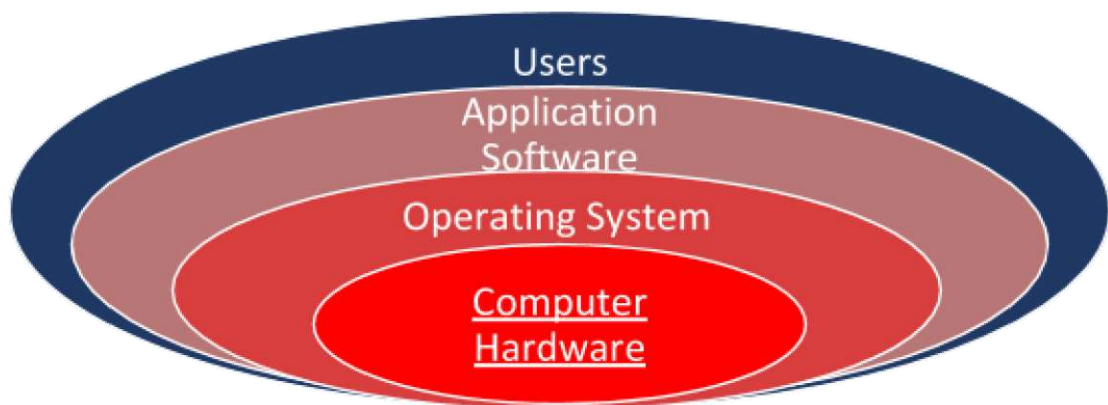 Users
Application
Software
Operating System
Computer
Hardware